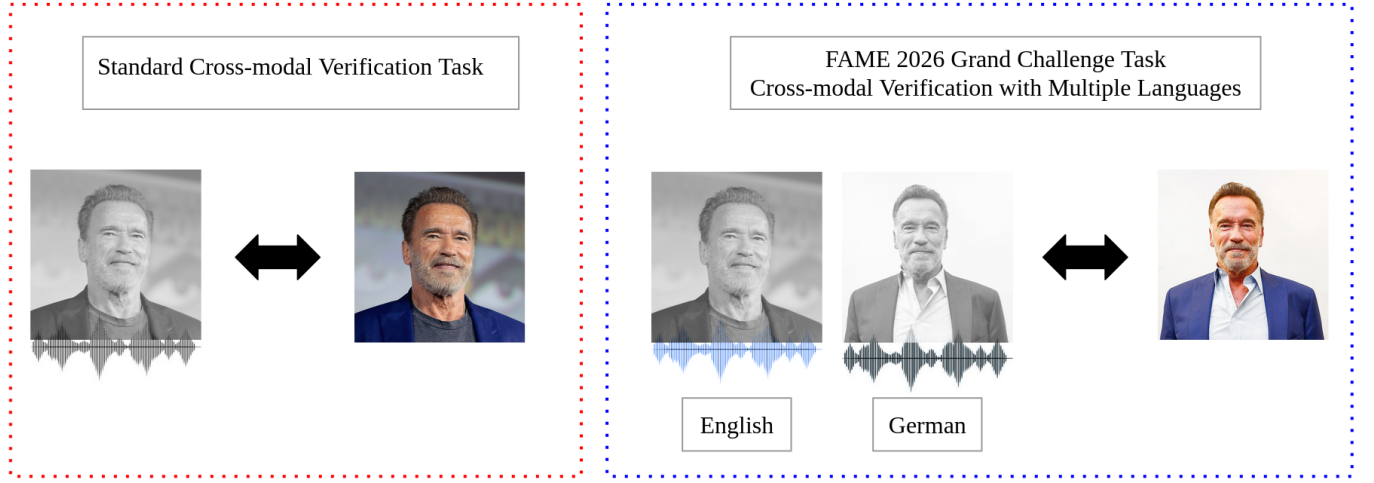 Standard Cross-modal Verification Task
FAME 2026 Grand Challenge Task
Cross-modal Verification with Multiple Languages
English
German